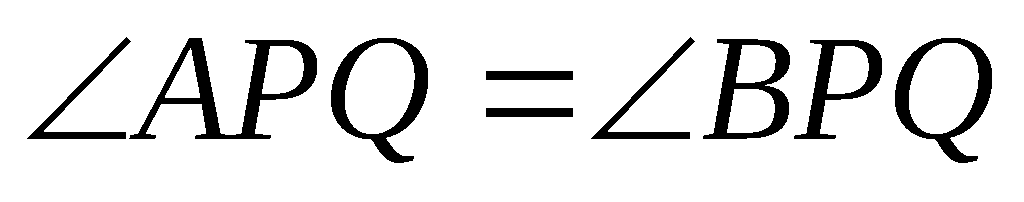 ∠APQ = ∠BPQ